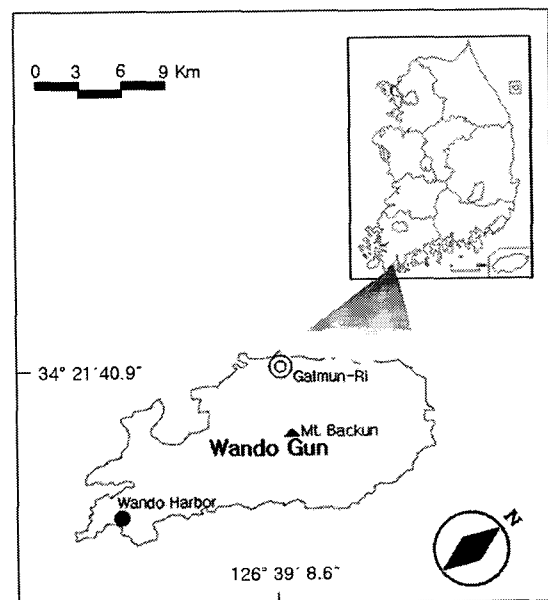 0 3 6 9 Km
34° 21′ 40.9″
Galmun-Ri
Mt. Backun
Wando Gun
Wando Harbor
N
126° 39′ 8.6″